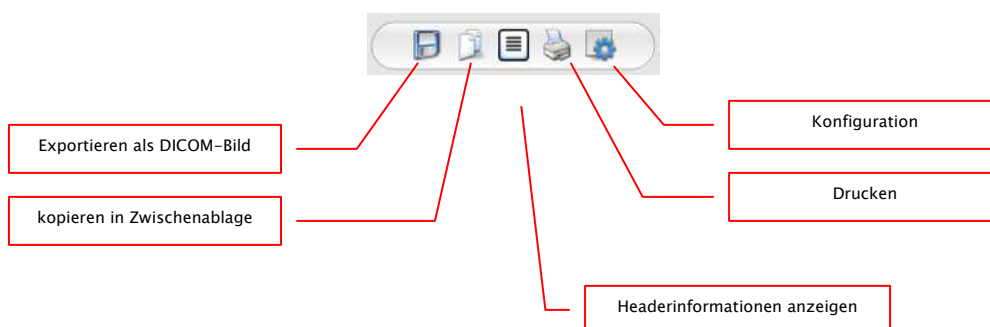 Konfiguration
Exportieren als DICOM-Bild
Drucken
kopieren in Zwischenablage
Headerinformationen anzeigen